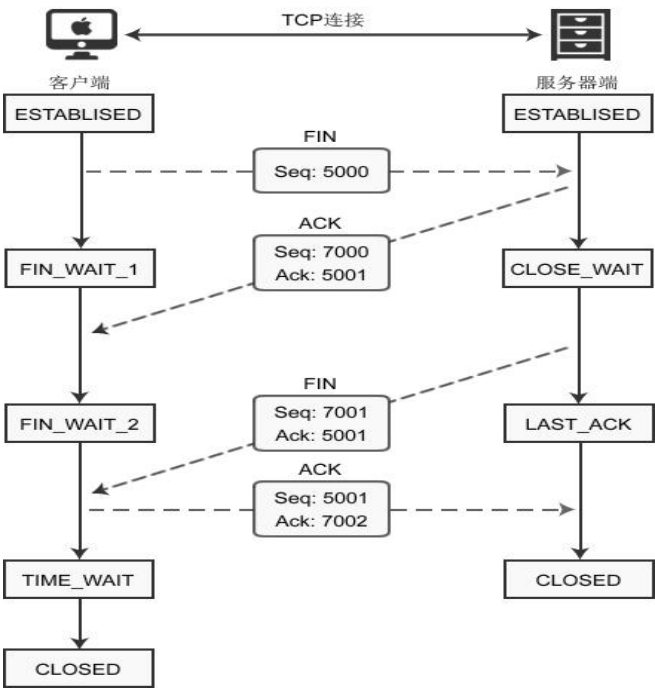 TCP连接
客户端
服务器端
ESTABLISED
ESTABLISED
FIN
Seq: 5000
ACK
Seq: 7000
Ack: 5001
FIN_WAIT_1
CLOSE_WAIT
FIN
Seq: 7001
Ack: 5001
FIN_WAIT_2
LAST_ACK
ACK
Seq: 5001
Ack: 7002
TIME_WAIT
CLOSED
CLOSED